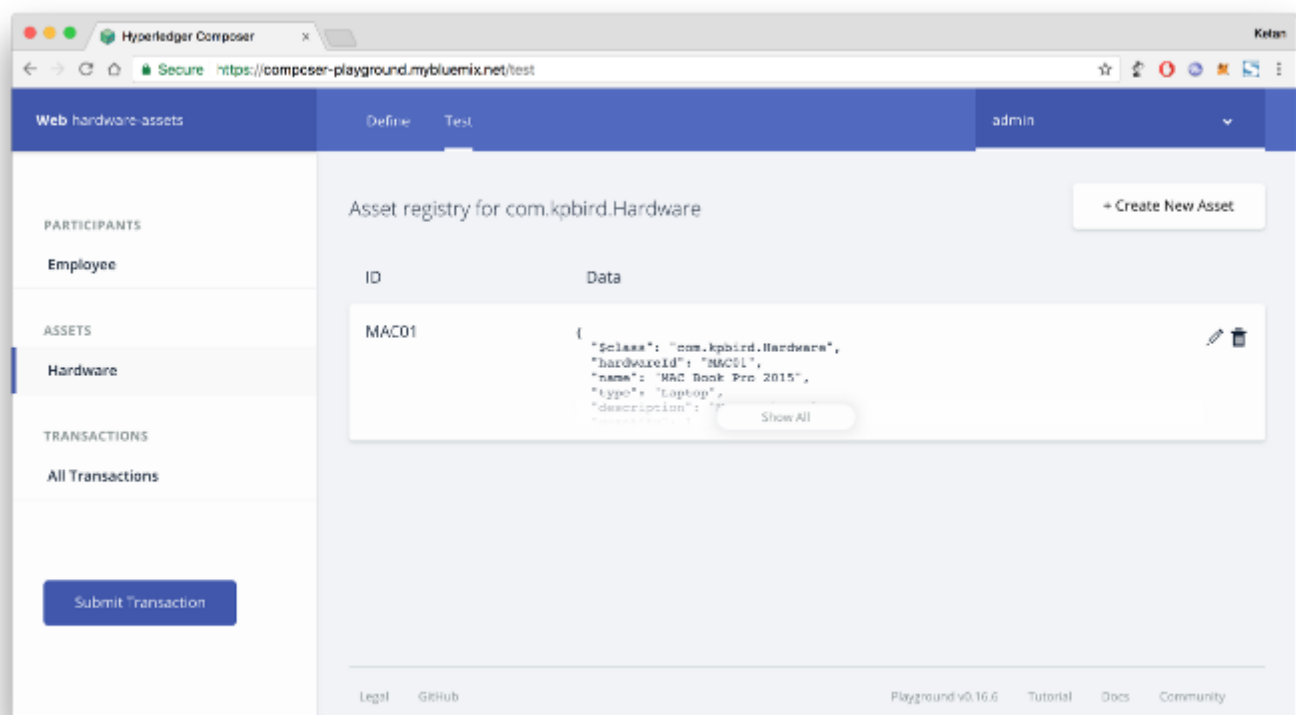 Hyperledger Composer
Ketan
Secure https://composer-playground.mybluemix.net/test
Web hardware-assets
Define Test
admin
Asset registry for com.kpbird.Hardware
+ Create New Asset
PARTICIPANTS
Employee
ID Data
ASSETS
Hardware
MAC01
{
"$class": "com.kpbird.Hardware",
"hardwareId": "MAC01",
"name": "MAC Book Pro 2015",
"type": "Laptop",
"description": "
Show All
TRANSACTIONS
All Transactions
Submit Transaction
Legal GitHub Playground v0.16.6 Tutorial Docs Community